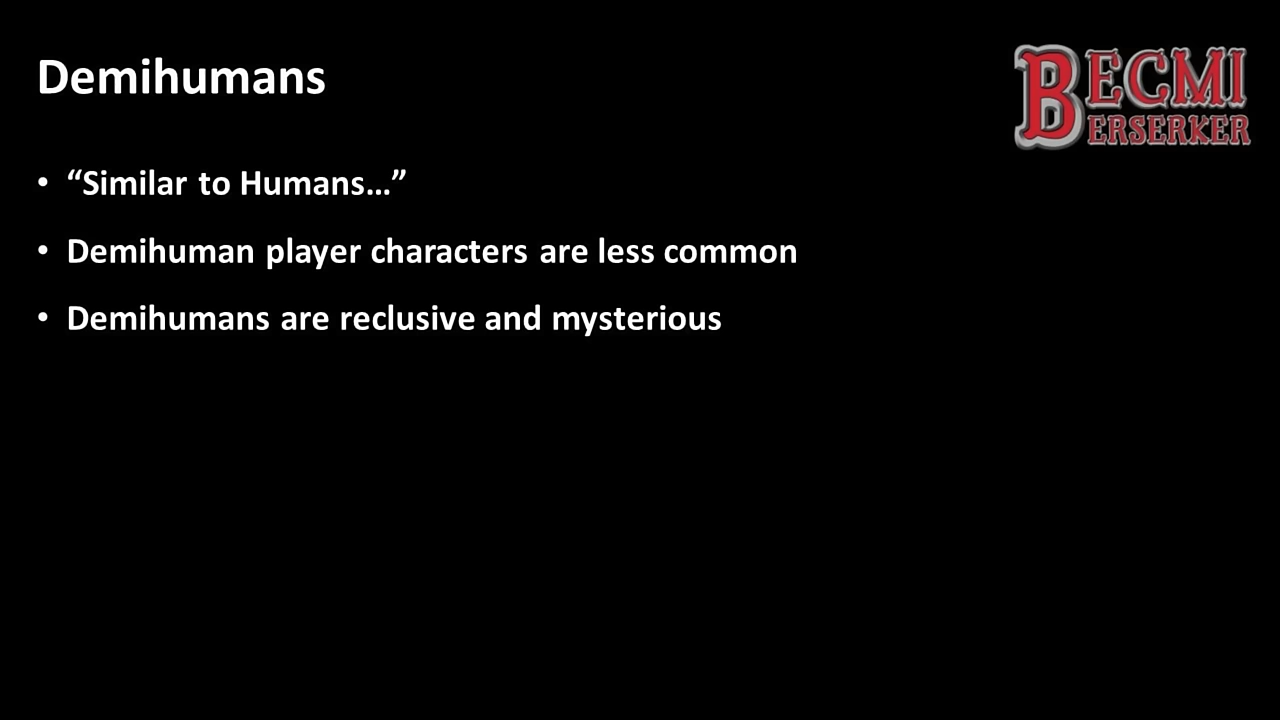 Demihumans
BECMI
BERSERKER
• “Similar to Humans…”
• Demihuman player characters are less common
• Demihumans are reclusive and mysterious